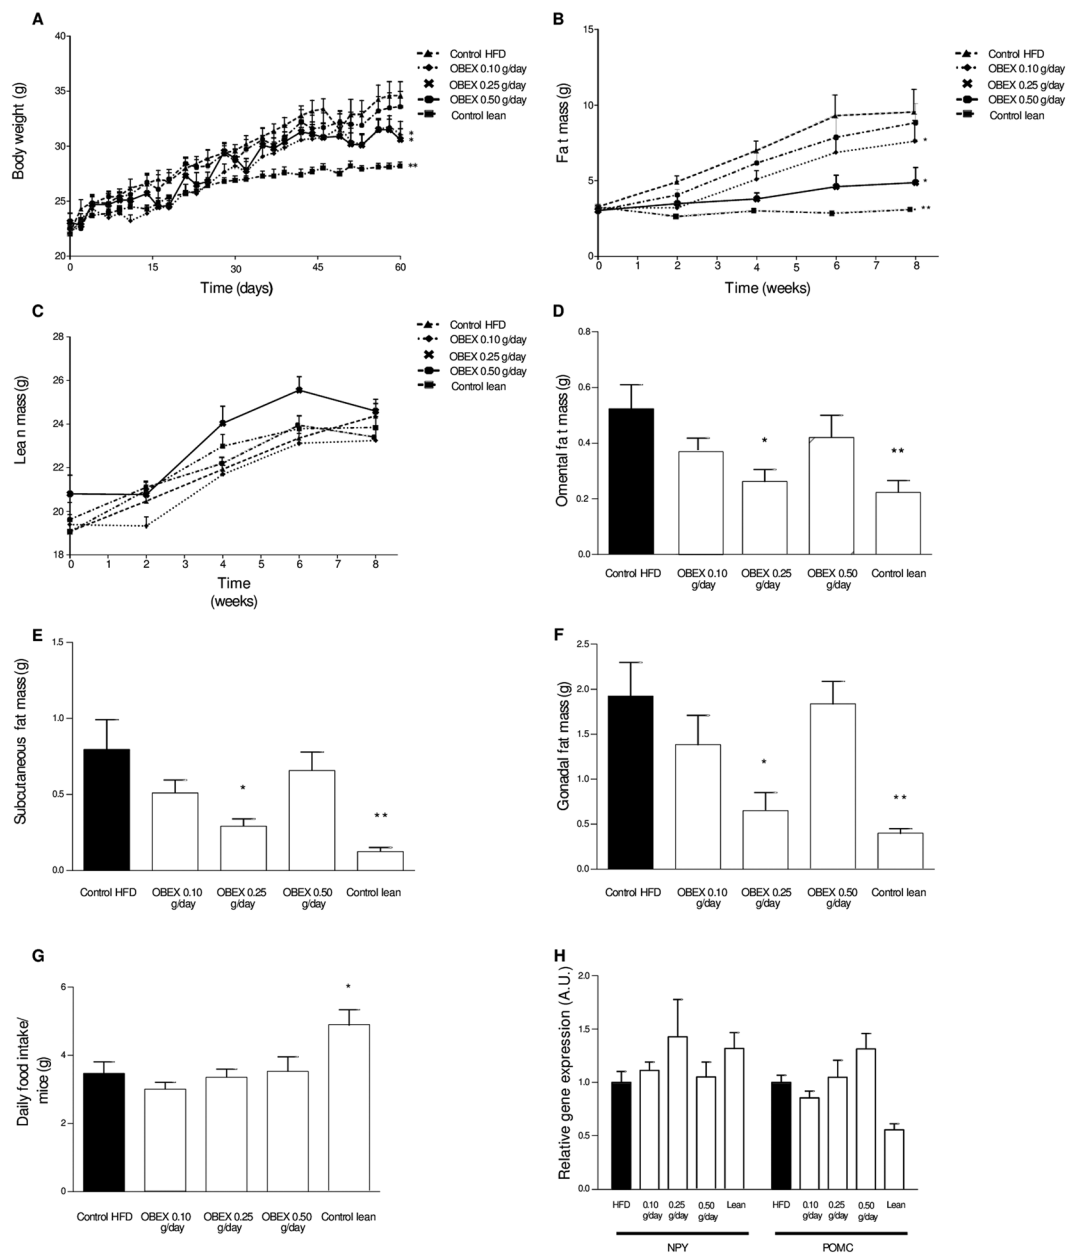 A
40
35
30
25
20
0
15
30
45
60
Body weight (g)
Time (days)
Control HFD
OBEX 0.10 g/day
OBEX 0.25 g/day
OBEX 0.50 g/day
Control lean
*
*
**
B
15
10
5
0
0
1
2
3
4
5
6
7
8
Fat mass (g)
Time (weeks)
Control HFD
OBEX 0.10 g/day
OBEX 0.25 g/day
OBEX 0.50 g/day
Control lean
*
*
**
C
28
26
24
22
20
18
0
1
2
3
4
5
6
7
8
Lean mass (g)
Time
(weeks)
Control HFD
OBEX 0.10 g/day
OBEX 0.25 g/day
OBEX 0.50 g/day
Control lean
D
0.8
0.6
0.4
0.2
0.0
Omental fat mass (g)
*
**
Control HFD
OBEX 0.10
g/day
OBEX 0.25
g/day
OBEX 0.50
g/day
Control lean
E
1.5
1.0
0.5
0.0
Subcutaneous fat mass (g)
*
**
Control HFD
OBEX 0.10
g/day
OBEX 0.25
g/day
OBEX 0.50
g/day
Control lean
F
2.5
2.0
1.5
1.0
0.5
0.0
Gonadal fat mass (g)
*
**
Control HFD
OBEX 0.10
g/day
OBEX 0.25
g/day
OBEX 0.50
g/day
Control lean
G
6
4
2
0
Daily food intake/
mice (g)
*
Control HFD
OBEX 0.10
g/day
OBEX 0.25
g/day
OBEX 0.50
g/day
Control lean
H
2.0
1.5
1.0
0.5
0.0
Relative gene expression (A.U.)
HFD
0.10
g/day
0.25
g/day
0.50
g/day
Lean
HFD
0.10
g/day
0.25
g/day
0.50
g/day
Lean
NPY
POMC